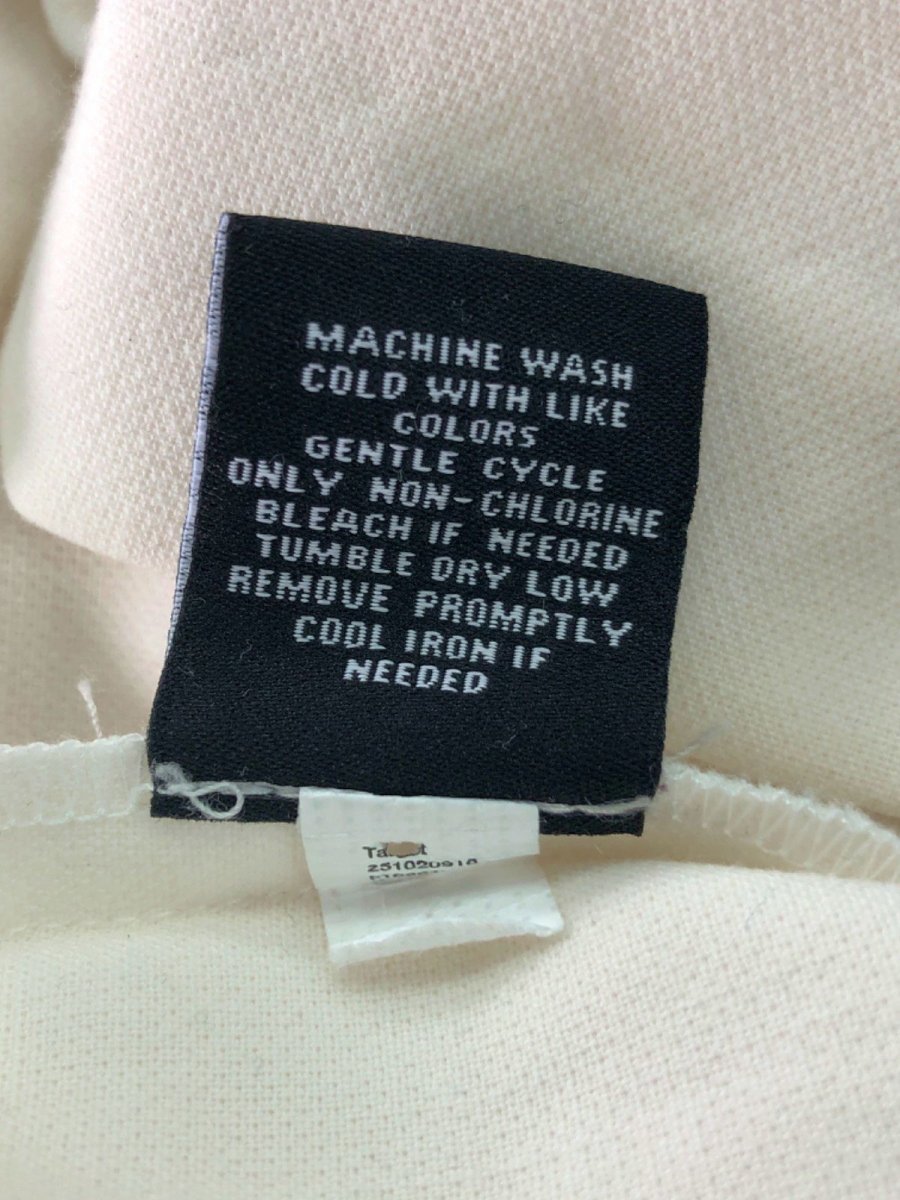 MACHINE WASH
COLD WITH LIKE
COLORS
GENTLE CYCLE
ONLY NON-CHLORINE
BLEACH IF NEEDED
TUMBLE DRY LOW
REMOVE PROMPTLY
COOL IRON IF
NEEDED